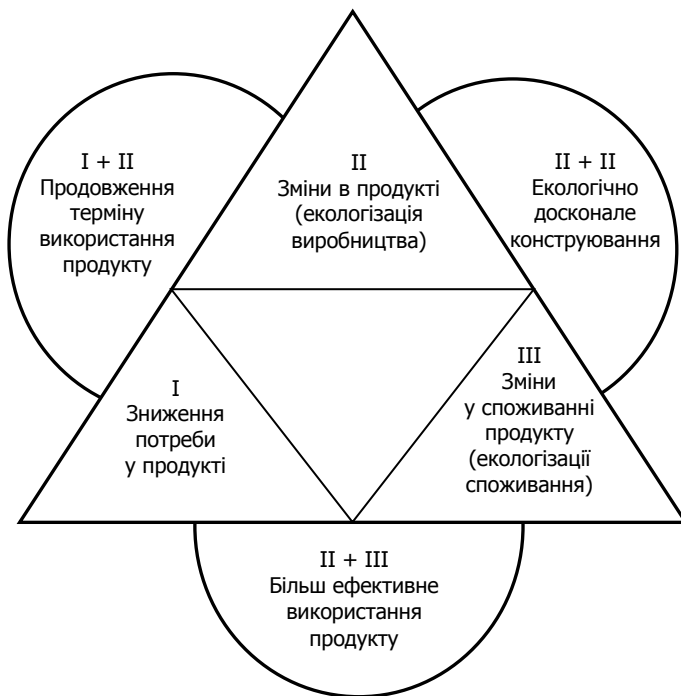 I + II
Продовження
терміну
використання
продукту
II
Зміни в продукті
(екологізація
виробництва)
II + II
Екологічно
досконале
конструювання
I
Зниження
потреби
у продукті
III
Зміни
у споживанні
продукту
(екологізації
споживання)
II + III
Більш ефективне
використання
продукту